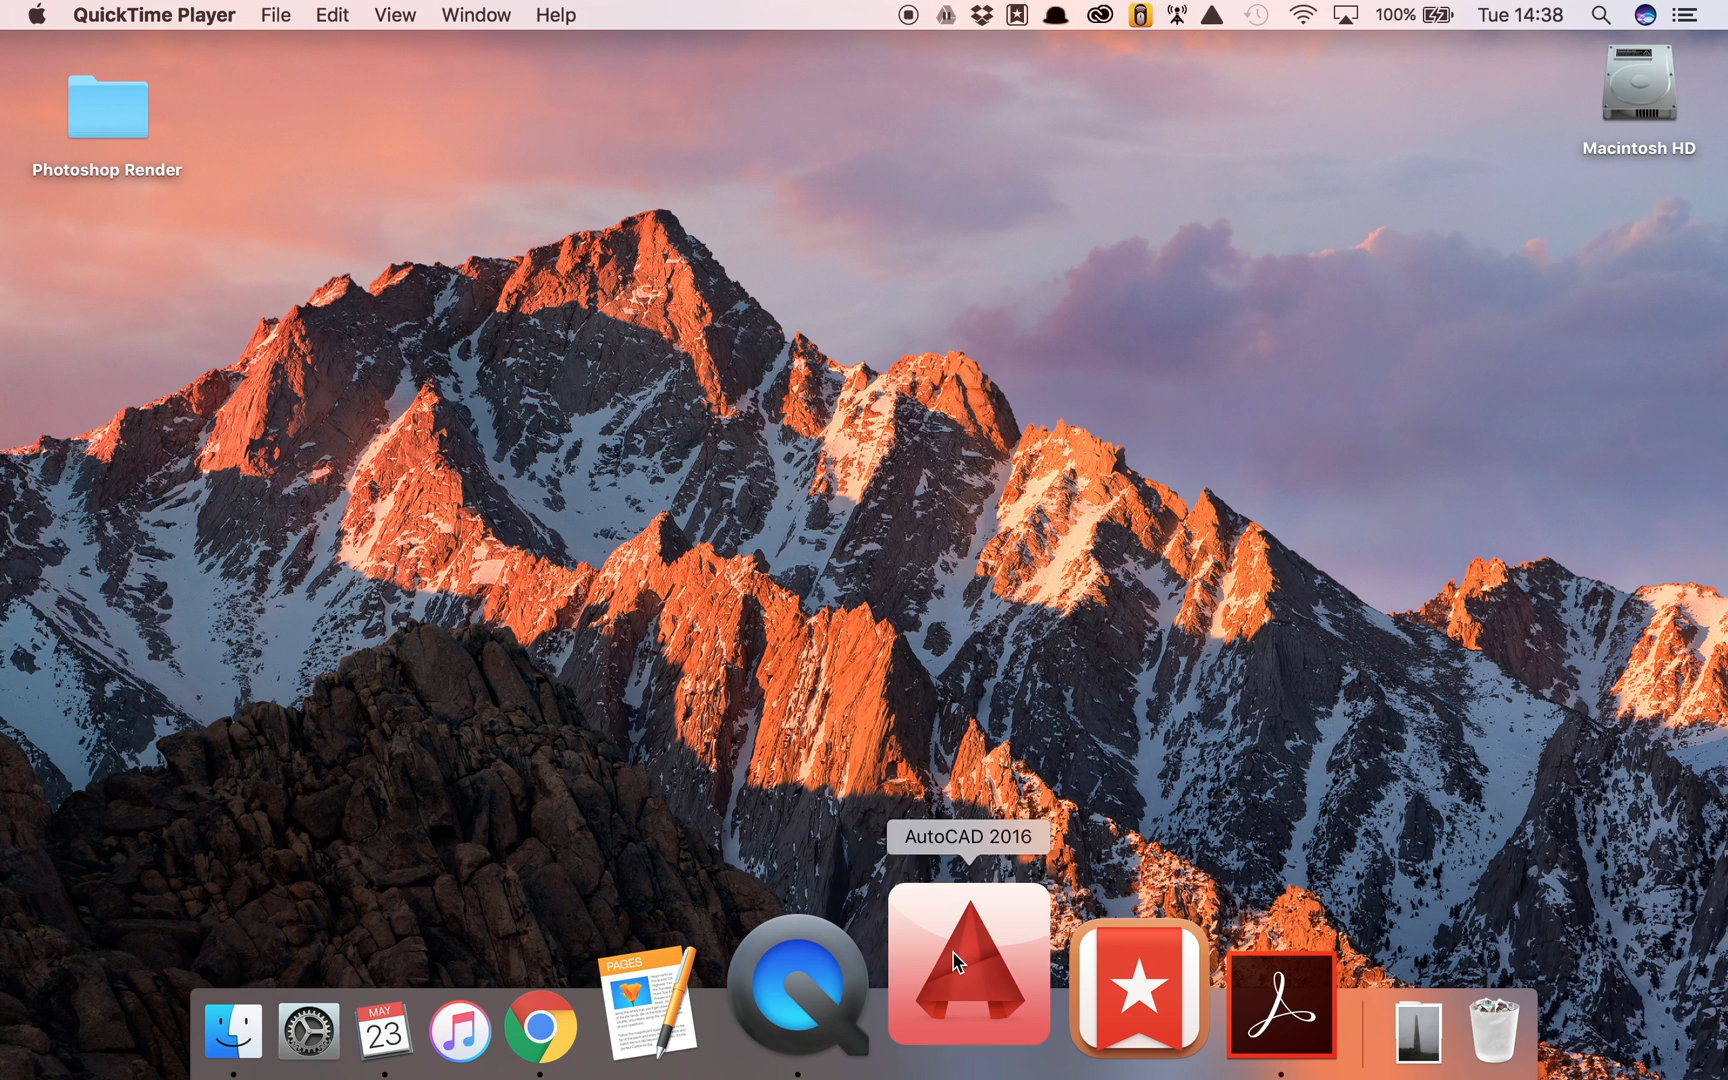 QuickTime Player File Edit View Window Help 100% Tue 14:38
Photoshop Render
Macintosh HD
AutoCAD 2016
PAGES
MAY
23